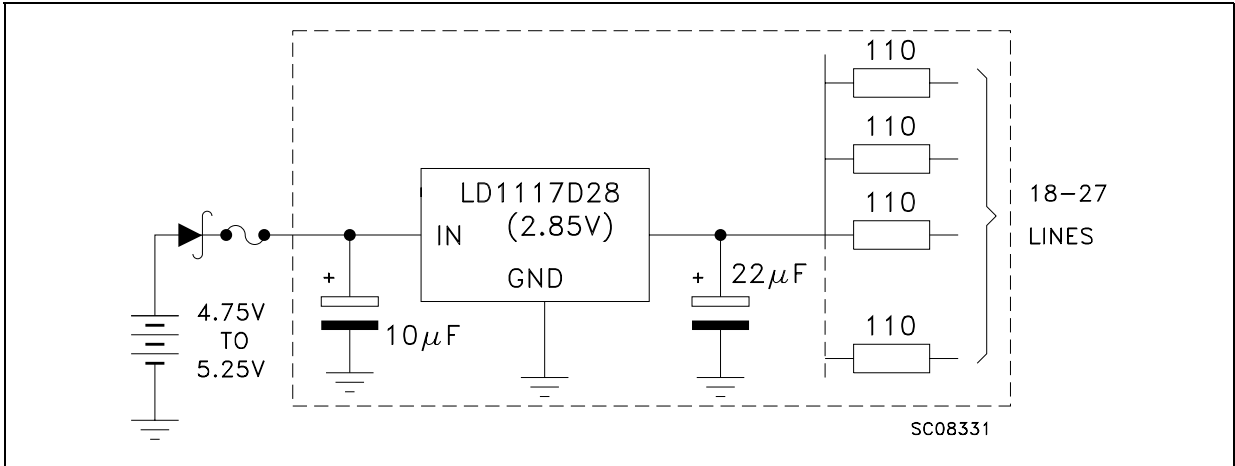 110
110
110
110
18-27
LINES
LD1117D28
(2.85V)
IN
GND
+
10μF
+
22μF
4.75V
TO
5.25V
SC08331